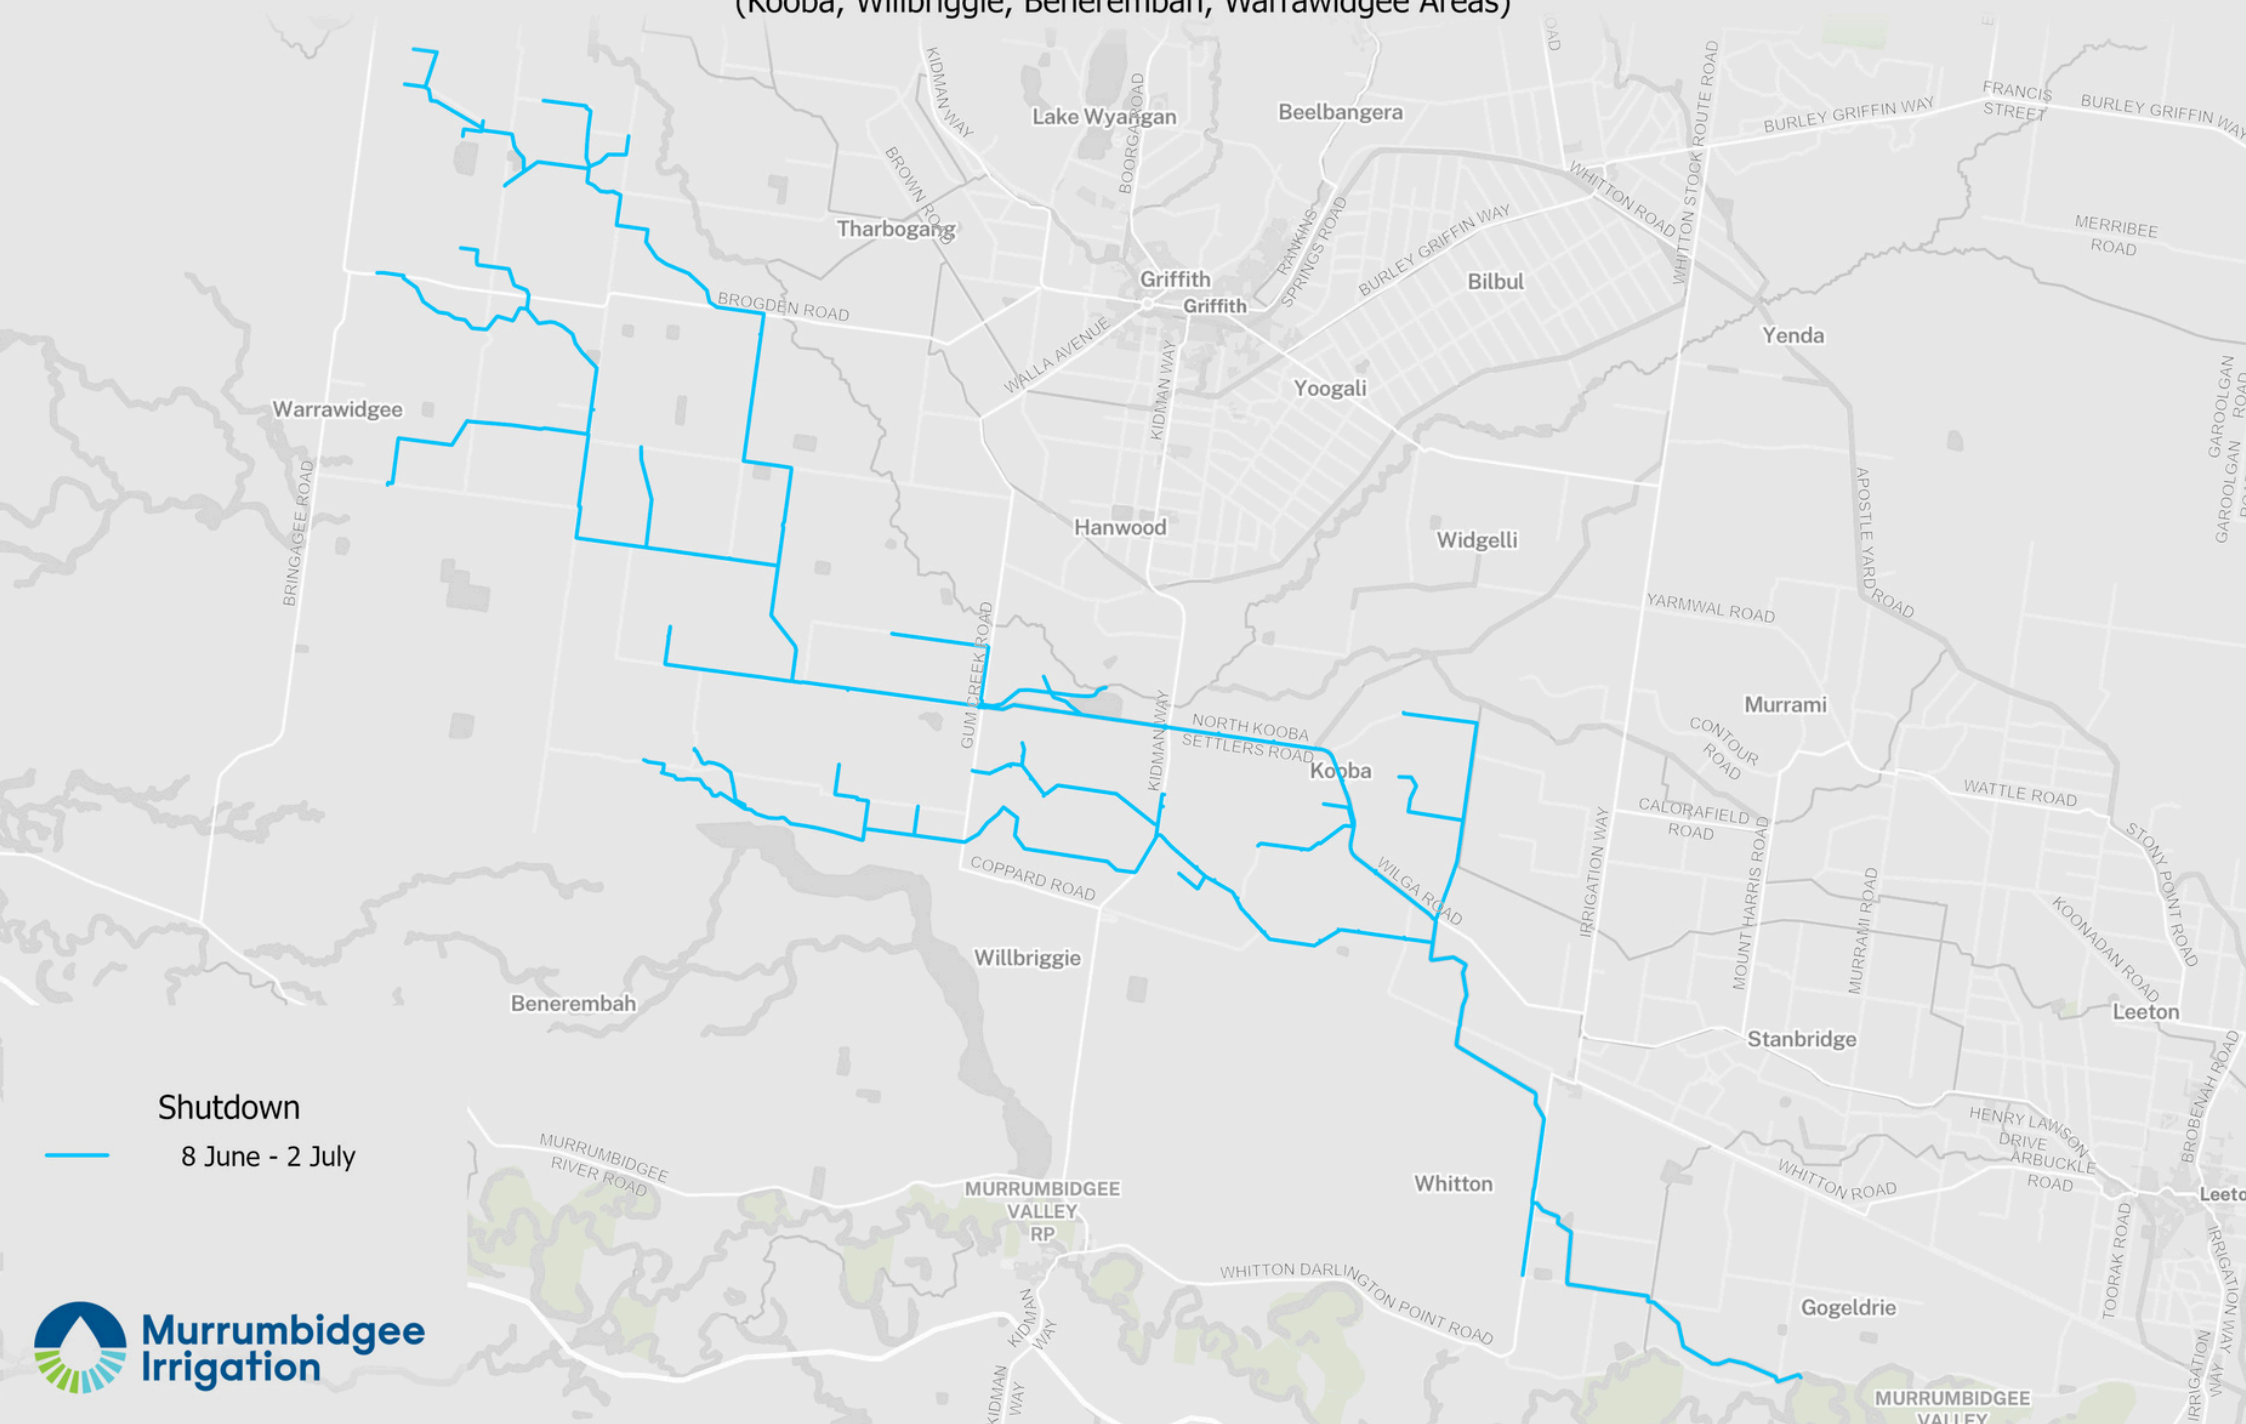 (Kooba, Willbriggie, Benerembah, Warrawidgee Areas)
KIDMAN WAY
BOORGA ROAD
ROAD
WHITTON STOCK ROUTE ROAD
FRANCIS
STREET
BURLEY GRIFFIN WAY
BURLEY GRIFFIN WAY
Lake Wyangan
Beelbangera
BROWN ROAD
WHITTON ROAD
Tharbogang
RANKINS
SPRINGS ROAD
BURLEY GRIFFIN WAY
MERRIBEE
ROAD
Griffith
Griffith
Bilbul
BROGDEN ROAD
WALLA AVENUE
KIDMAN WAY
Yenda
Yoogali
GAROOLGAN
ROAD
GAROOLGAN
Warrawidgee
BRINGAGEE ROAD
Hanwood
Widgelli
APOSTLE YARD ROAD
YARMWAL ROAD
GUM CREEK ROAD
KIDMAN WAY
NORTH KOOBA
SETTLERS ROAD
Kooba
Murrami
CONTOUR
ROAD
WATTLE ROAD
CALORAFIELD
ROAD
IRRIGATION WAY
MOUNT HARRIS ROAD
MURRAMI ROAD
STONY POINT ROAD
KOONADAN ROAD
COPPARD ROAD
WILGA ROAD
Willbriggie
Benerembah
Leeton
Stanbridge
BROBENAH ROAD
Shutdown
8 June - 2 July
HENRY LAWSON
DRIVE
ARBUCKLE
ROAD
MURRUMBIDGEE
RIVER ROAD
MURRUMBIDGEE
VALLEY
RP
Whitton
WHITTON ROAD
TOORAK ROAD
IRRIGATION WAY
WHITTON DARLINGTON POINT ROAD
Gogeldrie
KIDMAN
WAY
KIDMAN
WAY
IRRIGATION
WAY
Murrumbidgee
Irrigation
MURRUMBIDGEE
VALLEY